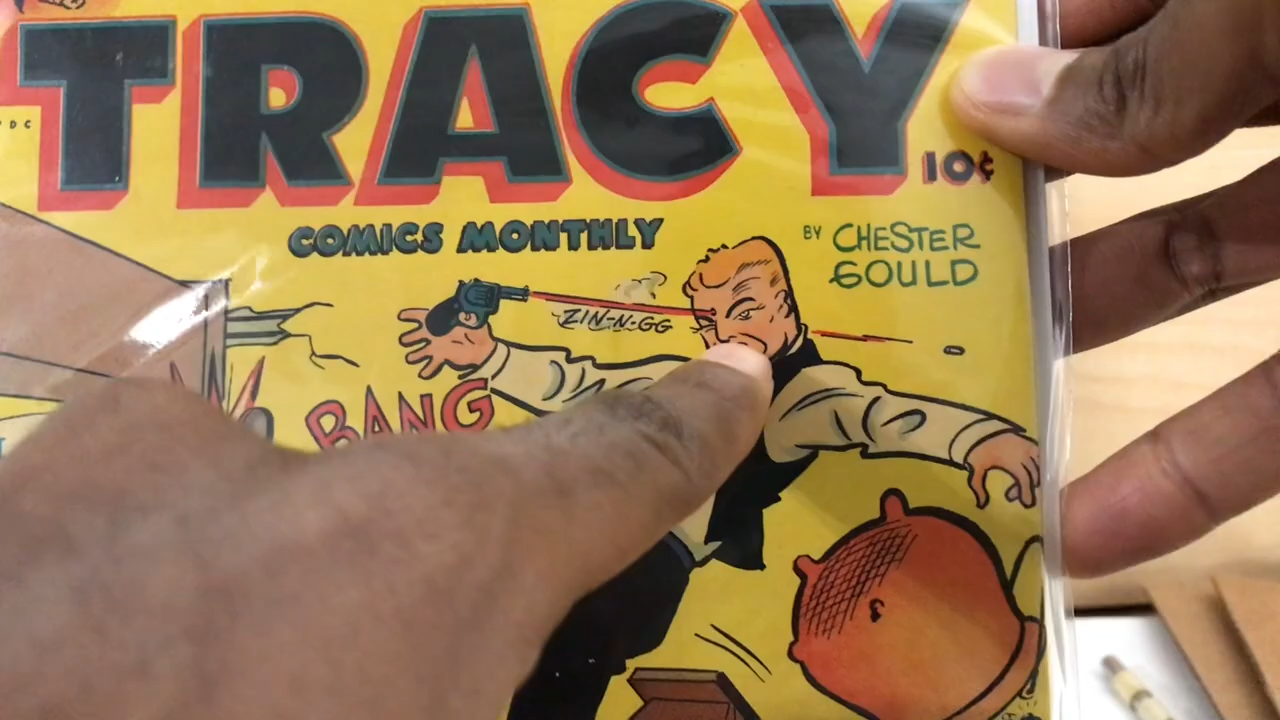 TRACY
10¢
COMICS MONTHLY
BY CHESTER
GOULD
ZIN-N-GG
BANG